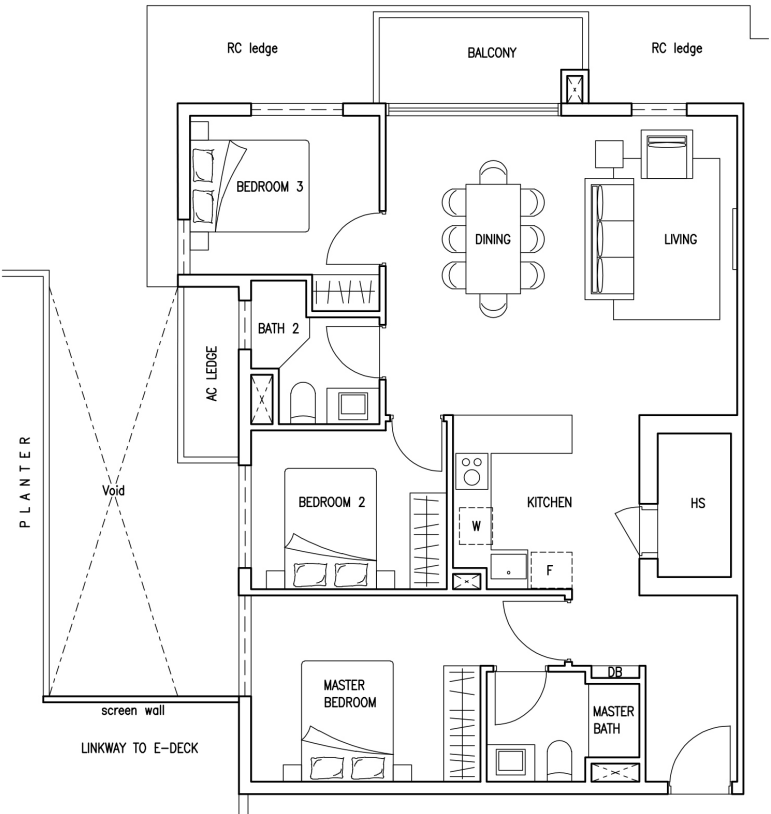 RC ledge
BALCONY
RC ledge
BEDROOM 3
DINING
LIVING
BATH 2
AC LEDGE
PLANTER
Void
BEDROOM 2
W
KITCHEN
F
HS
DB
MASTER
BEDROOM
MASTER
BATH
screen wall
LINKWAY TO E-DECK